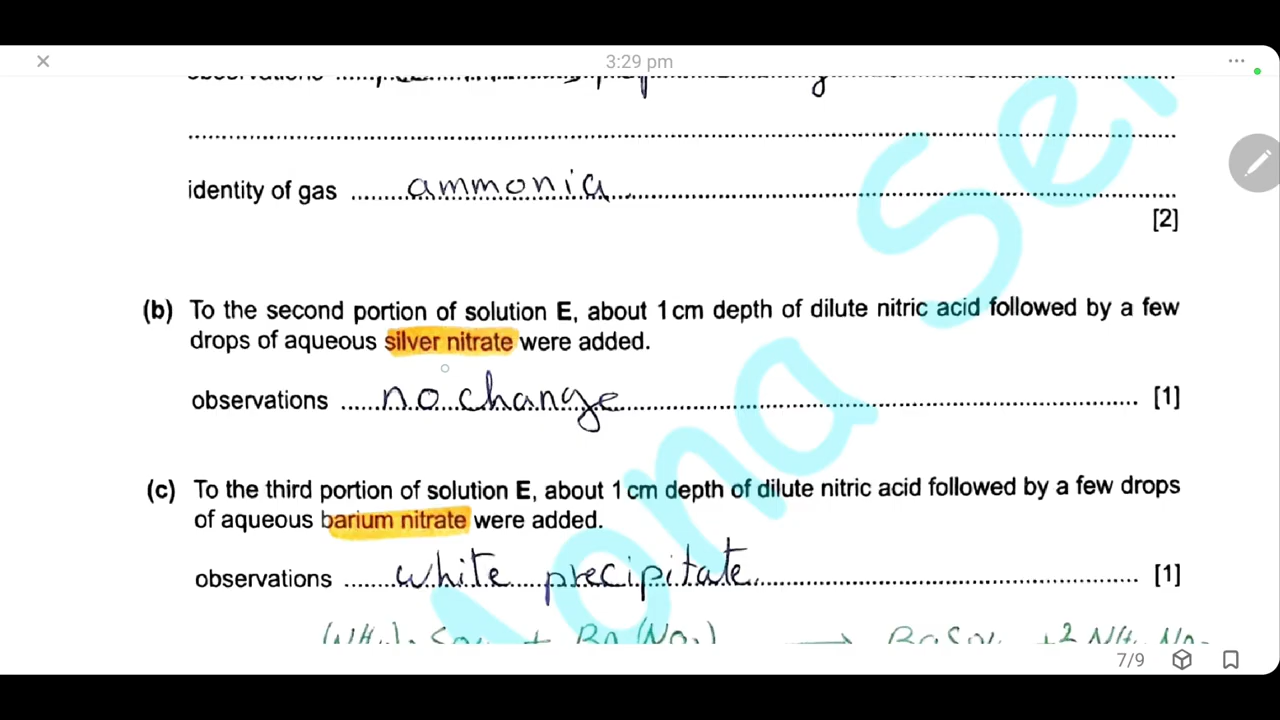 3:29 pm
observations
identity of gas ammonia
[2]
(b) To the second portion of solution E, about 1 cm depth of dilute nitric acid followed by a few
drops of aqueous silver nitrate were added.
observations no change [1]
(c) To the third portion of solution E, about 1 cm depth of dilute nitric acid followed by a few drops
of aqueous barium nitrate were added.
observations white precipitate [1]
7/9